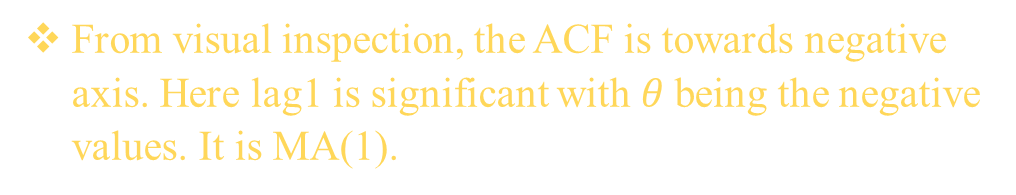 ❖ From visual inspection, the ACF is towards negative
axis. Here lag1 is significant with θ being the negative
values. It is MA(1).